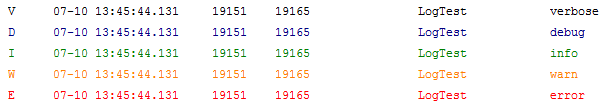 V 07-10 13:45:44.131 19151 19165 LogTest verbose
D 07-10 13:45:44.131 19151 19165 LogTest debug
I 07-10 13:45:44.131 19151 19165 LogTest info
W 07-10 13:45:44.131 19151 19165 LogTest warn
E 07-10 13:45:44.131 19151 19165 LogTest error